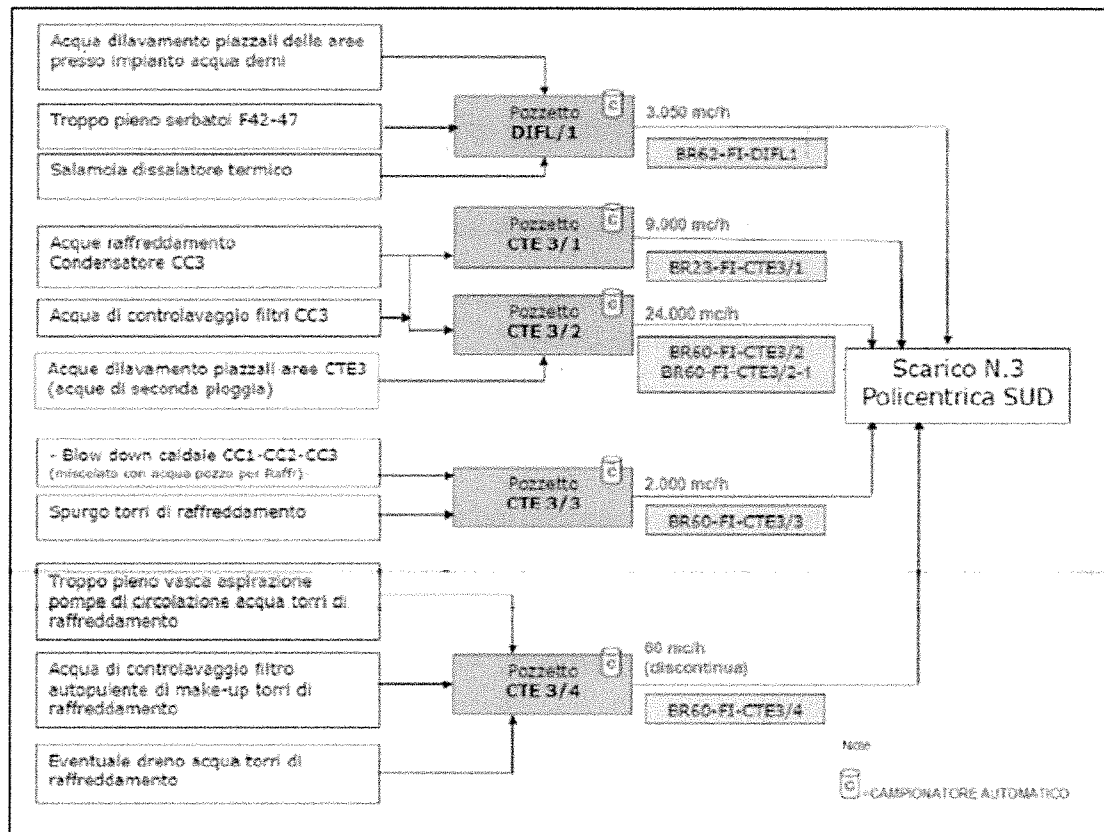 Acqua dilavamento piazzali delle aree
presso impianto acqua demi
Troppo pieno serbatoi F42-47
Salamoia dissalatore termico
Pozzetto
DIFL/1
C
3.050 mc/h
BR62-FI-DIFL1
Acque raffreddamento
Condensatore CC3
Acqua di controlavaggio filtri CC3
Acque dilavamento piazzali aree CTE3
(acque di seconda pioggia)
Pozzetto
CTE 3/1
C
9.000 mc/h
BR23-FI-CTE3/1
Pozzetto
CTE 3/2
C
24.000 mc/h
BR60-FI-CTE3/2
BR60-FI-CTE3/2-1
Scarico N.3
Policentrica SUD
- Blow down caldaie CC1-CC2-CC3
(miscelato con acqua pozzo per Raffr)
Spurgo torri di raffreddamento
Pozzetto
CTE 3/3
C
2.000 mc/h
BR60-FI-CTE3/3
Troppo pieno vasca aspirazione
pompe di circolazione acqua torri di
raffreddamento
Acqua di controlavaggio filtro
autopulente di make-up torri di
raffreddamento
Eventuale dreno acqua torri di
raffreddamento
Pozzetto
CTE 3/4
C
mc/h
(discontinua)
BR60-FI-CTE3/4
Note
C
=CAMPIONATORE AUTOMATICO